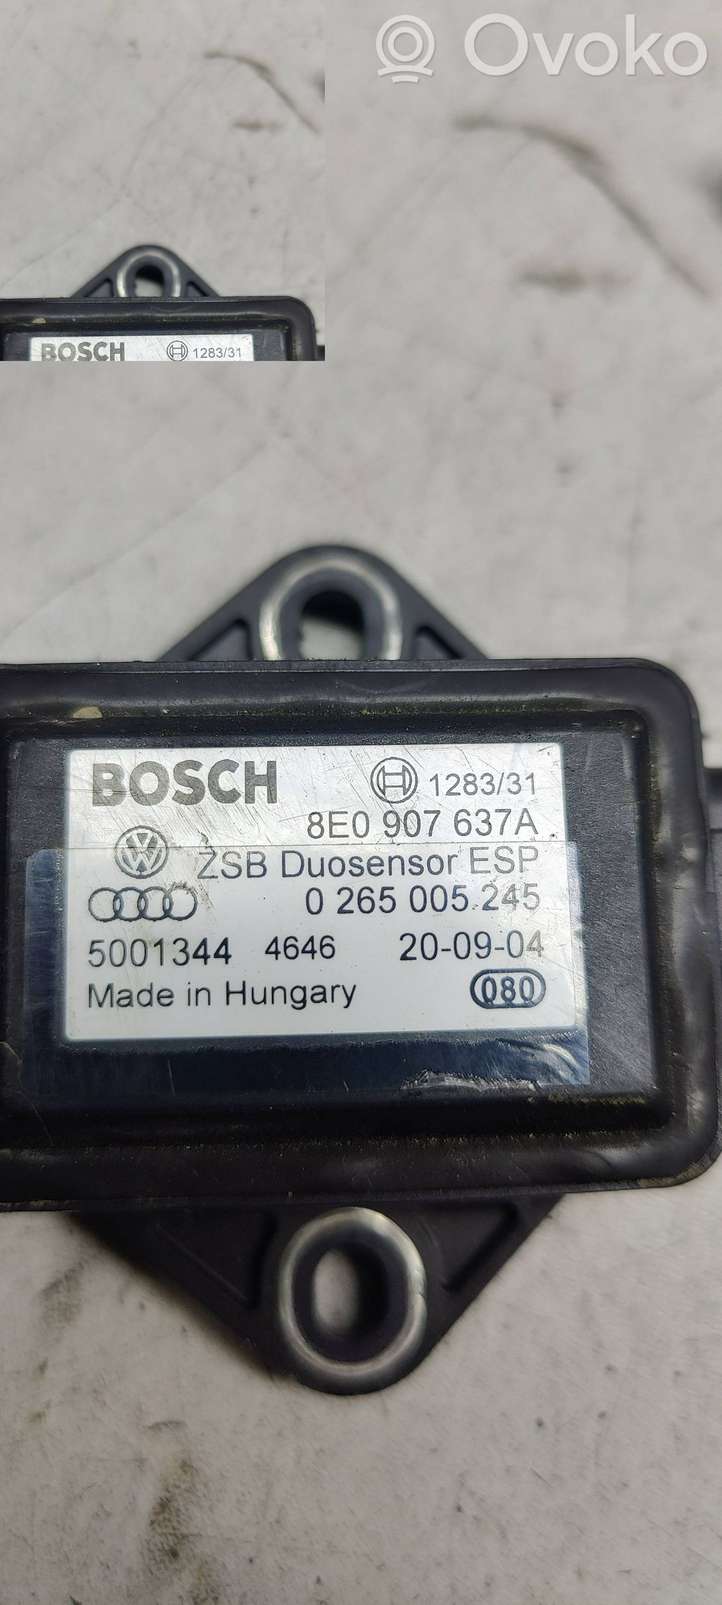 Ovoko
BOSCH 1283/31
BOSCH 1283/31
8E0 907 637A
ZSB Duosensor ESP
0 265 005 245
5001344 4646 20-09-04
Made in Hungary 080